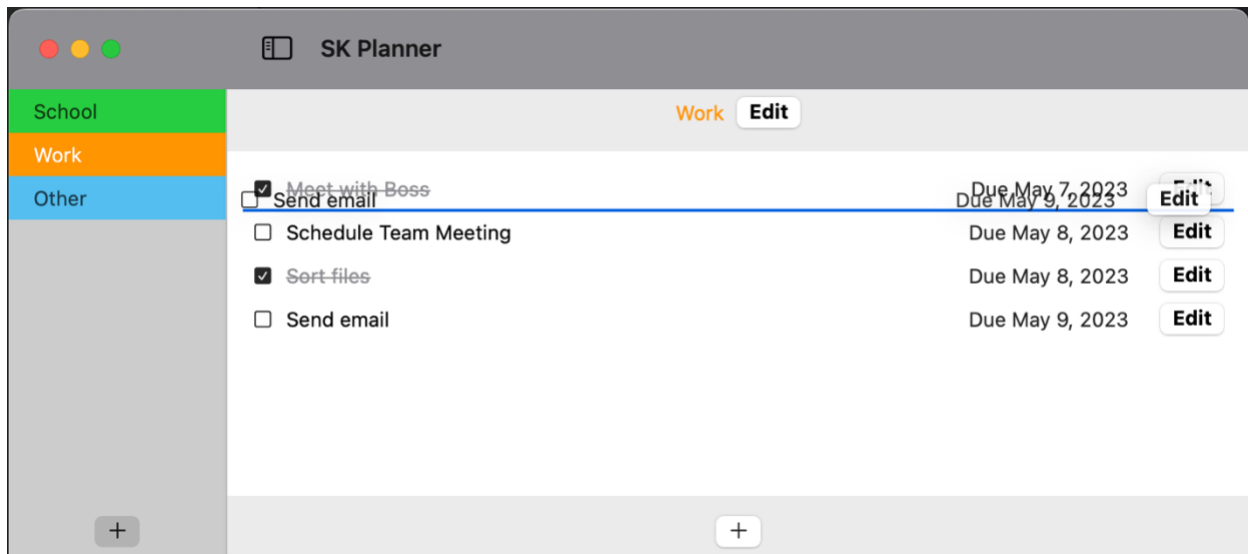 SK Planner
School
Work
Other
Work Edit
Meet with Boss Due May 7, 2023 Edit
Send email Due May 9, 2023 Edit
Schedule Team Meeting Due May 8, 2023 Edit
Sort files Due May 8, 2023 Edit
Send email Due May 9, 2023 Edit
+ +